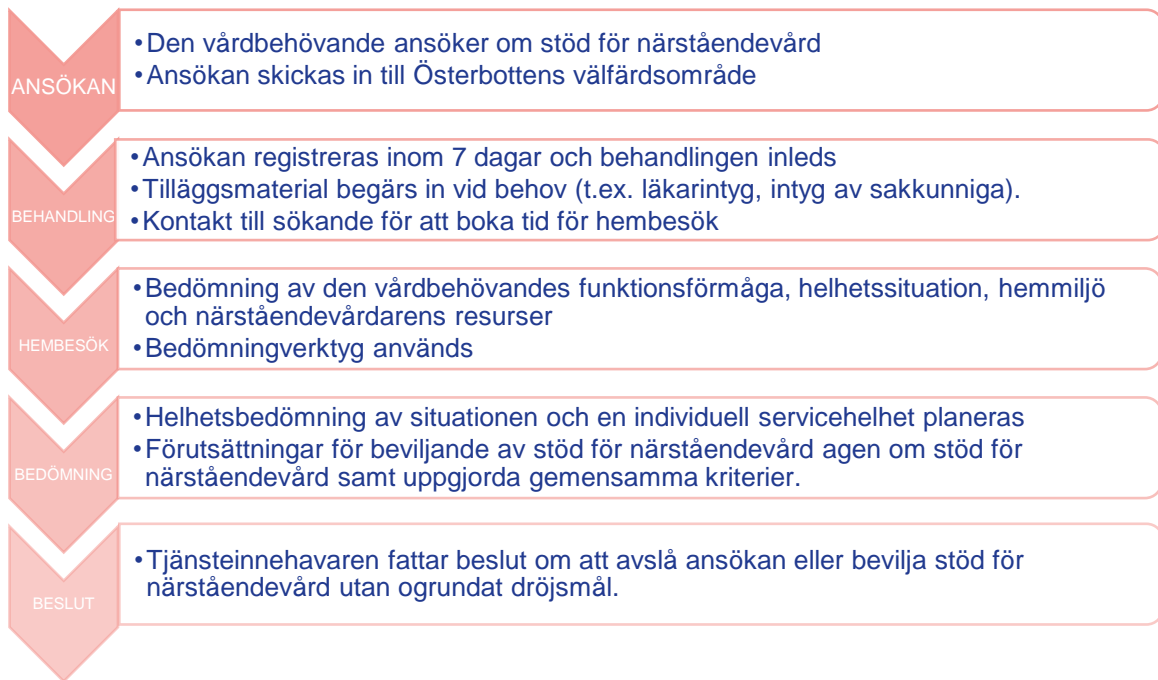 ANSÖKAN
•Den vårdbehövande ansöker om stöd för närståendevård
•Ansökan skickas in till Österbottens välfärdsområde
BEHANDLING
•Ansökan registreras inom 7 dagar och behandlingen inleds
•Tilläggsmaterial begärs in vid behov (t.ex. läkarintyg, intyg av sakkunniga).
•Kontakt till sökande för att boka tid för hembesök
HEMBESÖK
•Bedömning av den vårdbehövandes funktionsförmåga, helhetssituation, hemmiljö
och närståendevårdarens resurser
•Bedömningverktyg används
BEDÖMNING
•Helhetsbedömning av situationen och en individuell servicehelhet planeras
•Förutsättningar för beviljande av stöd för närståendevård agen om stöd för
närståendevård samt uppgjorda gemensamma kriterier.
BESLUT
•Tjänsteinnehavaren fattar beslut om att avslå ansökan eller bevilja stöd för
närståendevård utan ogrundat dröjsmål.